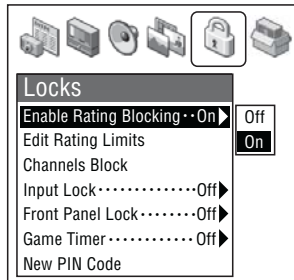 Locks
Enable Rating Blocking··On Off
Edit Rating Limits On
Channels Block
Input Lock··············Off
Front Panel Lock········Off
Game Timer············Off
New PIN Code